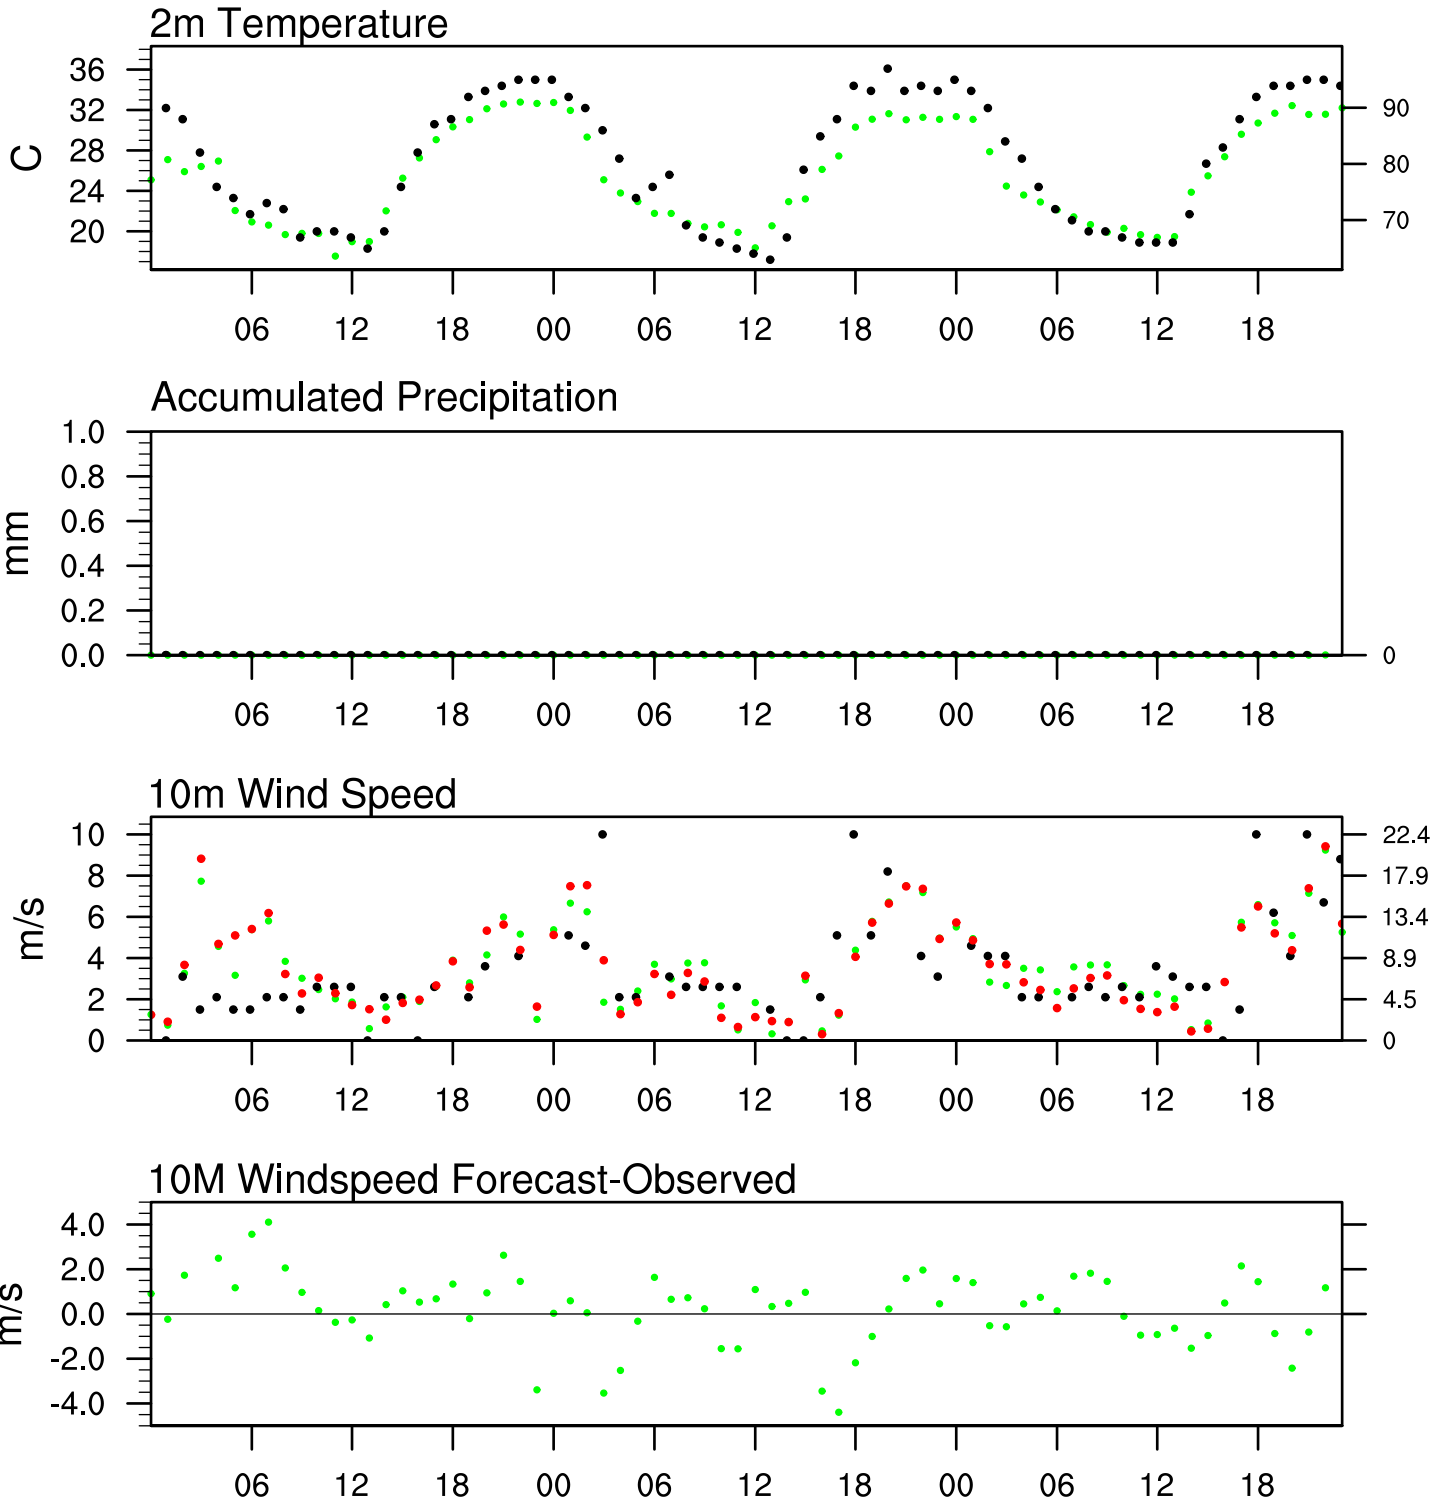 2m Temperature
36
32
28
24
20
C
90
80
70
06 12 18 00 06 12 18 00 06 12 18
Accumulated Precipitation
1.0
0.8
0.6
0.4
0.2
0.0
mm
0
06 12 18 00 06 12 18 00 06 12 18
10m Wind Speed
10
8
6
4
2
0
m/s
22.4
17.9
13.4
8.9
4.5
0
06 12 18 00 06 12 18 00 06 12 18
10M Windspeed Forecast-Observed
4.0
2.0
0.0
-2.0
-4.0
m/s
06 12 18 00 06 12 18 00 06 12 18